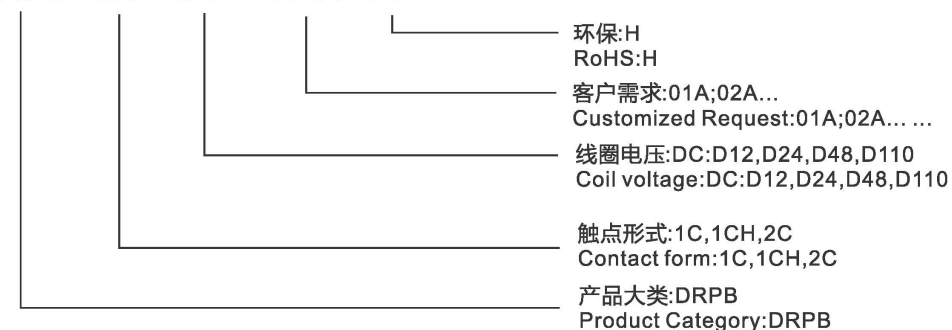 环保:H
RoHS:H
客户需求:01A;02A...
Customized Request:01A;02A... ...
线圈电压:DC:D12,D24,D48,D110
Coil voltage:DC:D12,D24,D48,D110
触点形式:1C,1CH,2C
Contact form:1C,1CH,2C
产品大类:DRPB
Product Category:DRPB